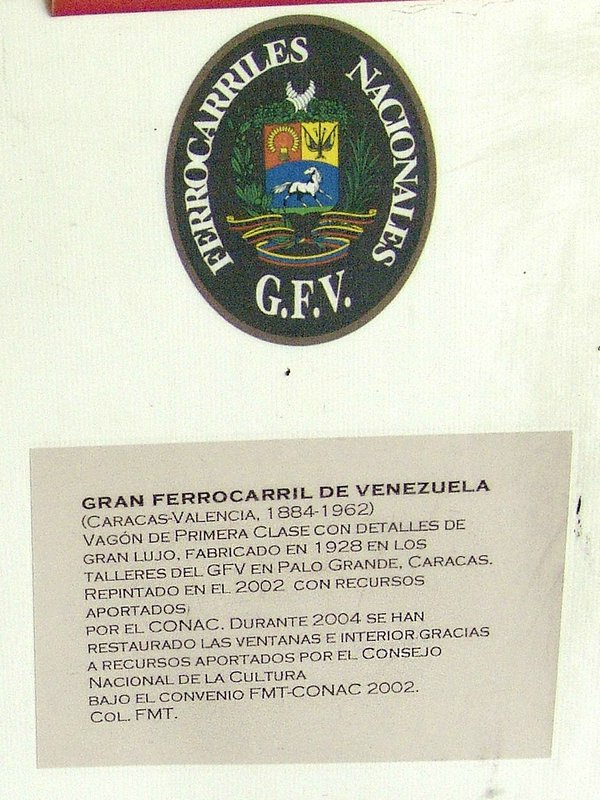 FERROCARRILES NACIONALES
G.F.V.
GRAN FERROCARRIL DE VENEZUELA
(CARACAS-VALENCIA, 1884-1962)
VAGÓN DE PRIMERA CLASE CON DETALLES DE
GRAN LUJO, FABRICADO EN 1928 EN LOS
TALLERES DEL GFV EN PALO GRANDE, CARACAS.
REPINTADO EN EL 2002 CON RECURSOS
APORTADOS
POR EL CONAC. DURANTE 2004 SE HAN
RESTAURADO LAS VENTANAS E INTERIOR GRACIAS
A RECURSOS APORTADOS POR EL CONSEJO
NACIONAL DE LA CULTURA
BAJO EL CONVENIO FMT-CONAC 2002.
COL. FMT.